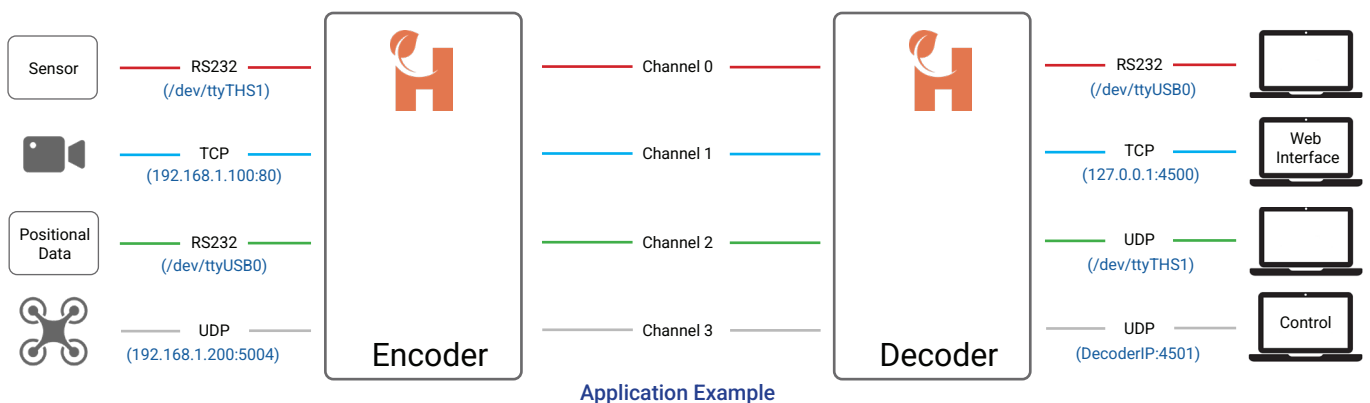 Sensor
RS232
(/dev/ttyTHS1)
Channel 0
RS232
(/dev/ttyUSB0)
TCP
(192.168.1.100:80)
Channel 1
TCP
(127.0.0.1:4500)
Web
Interface
Positional
Data
RS232
(/dev/ttyUSB0)
Channel 2
UDP
(/dev/ttyTHS1)
UDP
(192.168.1.200:5004)
Encoder
Channel 3
Decoder
UDP
(DecoderIP:4501)
Control
Application Example